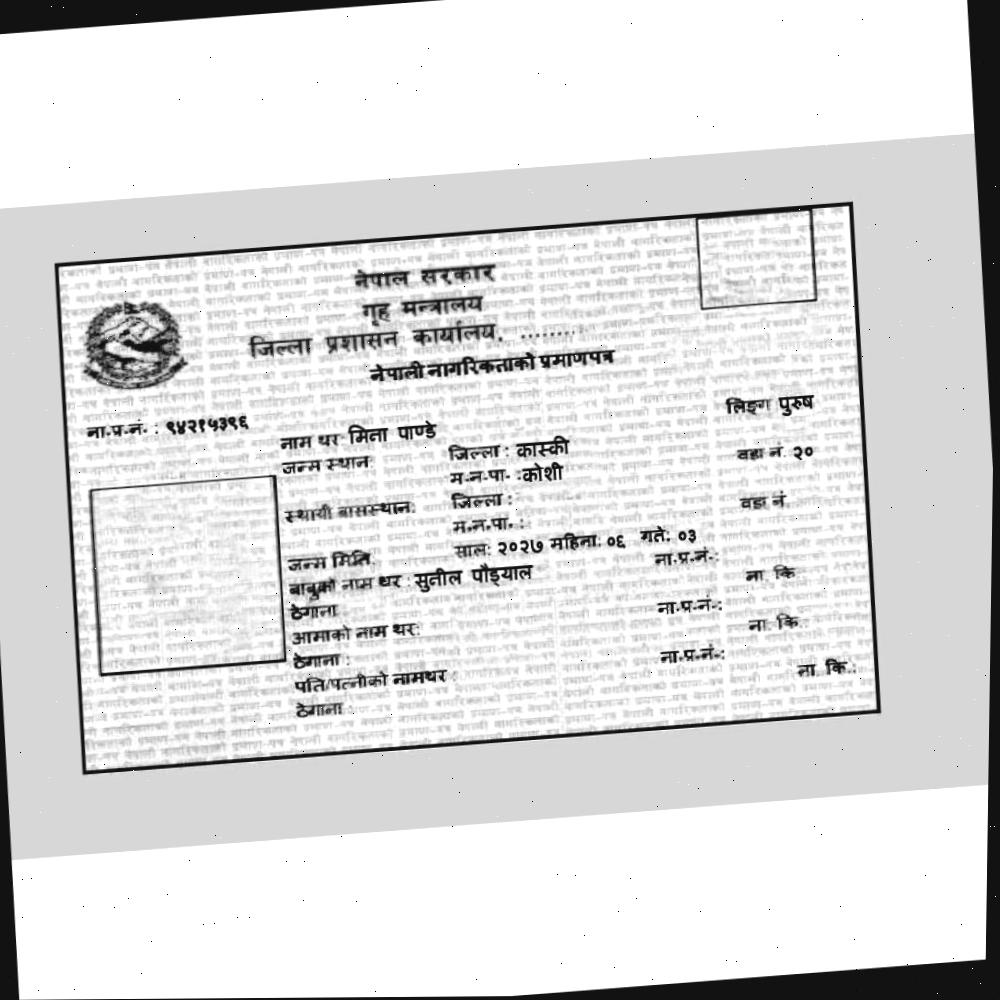 नेपाल सरकार
गृह मन्त्रालय
जिल्ला प्रशासन कार्यालय, .........
नेपाली नागरिकताको प्रमाणपत्र
ना.प्र.नं. : ९४२१५३९६
लिङ्ग पुरुष
नाम थर मिना पाण्डे
जन्म स्थान: जिल्ला : कास्की वडा नं. २०
म.न.पा. : कोशी
स्थायी बासस्थान: जिल्ला : वडा नं.
म.न.पा. :
जन्म मिति: साल: २०२७ महिना: ०६ गते: ०३
बाबुको नाम थर : सुनील पौड्याल ना.प्र.नं.:
ठेगाना ना. कि.
आमाको नाम थर: ना.प्र.नं.:
ठेगाना : ना. कि.
पति/पत्नीको नामथर : ना.प्र.नं.:
ठेगाना : ना. कि.: